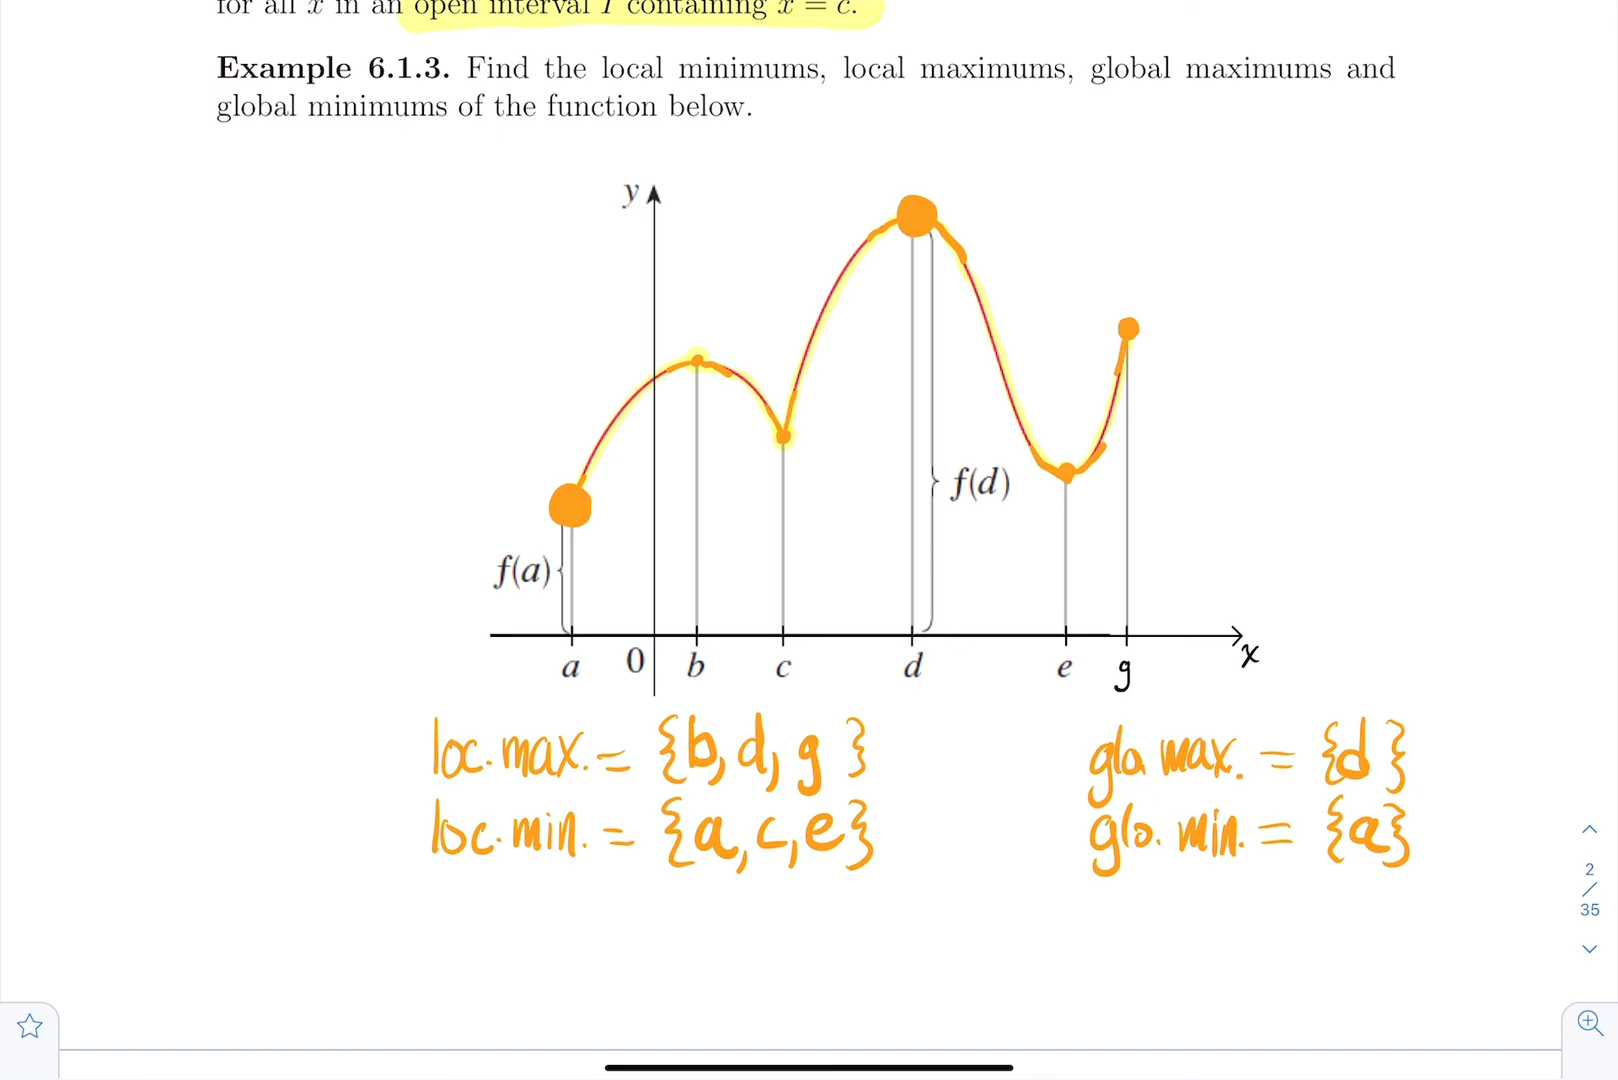 for all x in an open interval I containing x = c.
Example 6.1.3. Find the local minimums, local maximums, global maximums and
global minimums of the function below.
y
f(d)
f(a)
a 0 b c d e g x
loc. max. = {b, d, g } glo. max. = {d}
loc. min. = {a, c, e} glo. min. = {a}
2
/
35